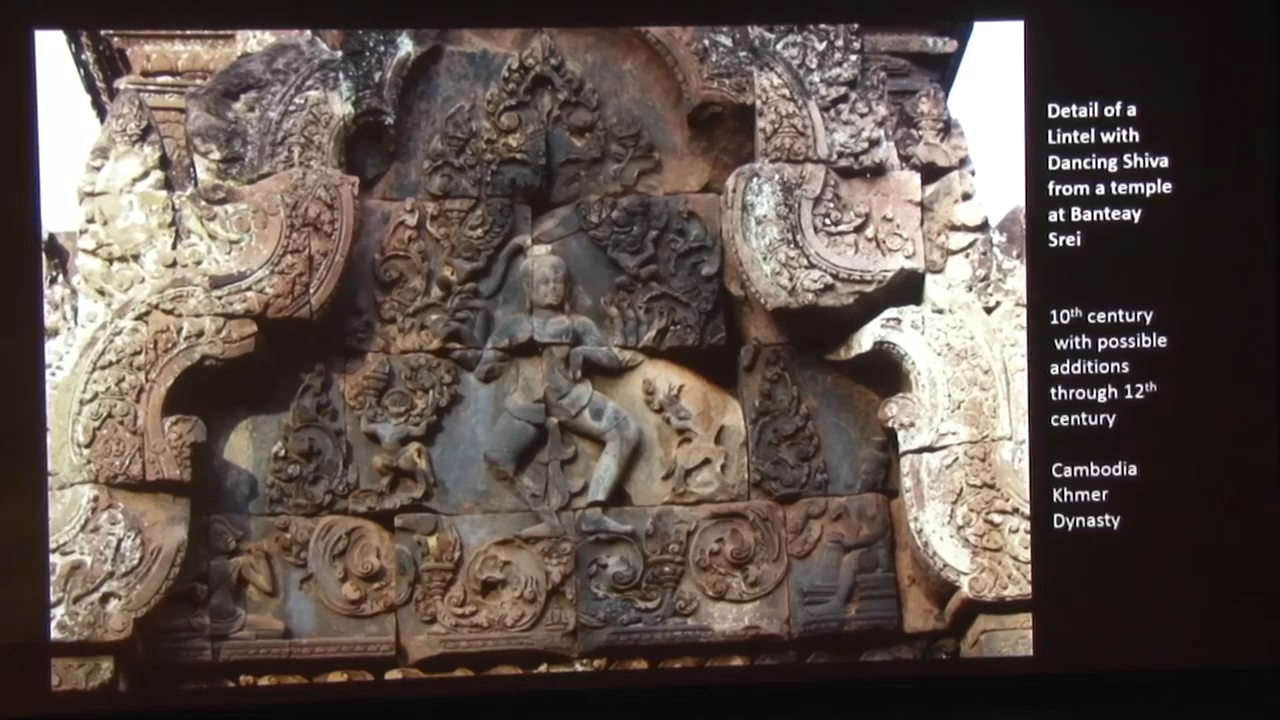 Detail of a
Lintel with
Dancing Shiva
from a temple
at Banteay
Srei
10th century
with possible
additions
through 12th
century
Cambodia
Khmer
Dynasty